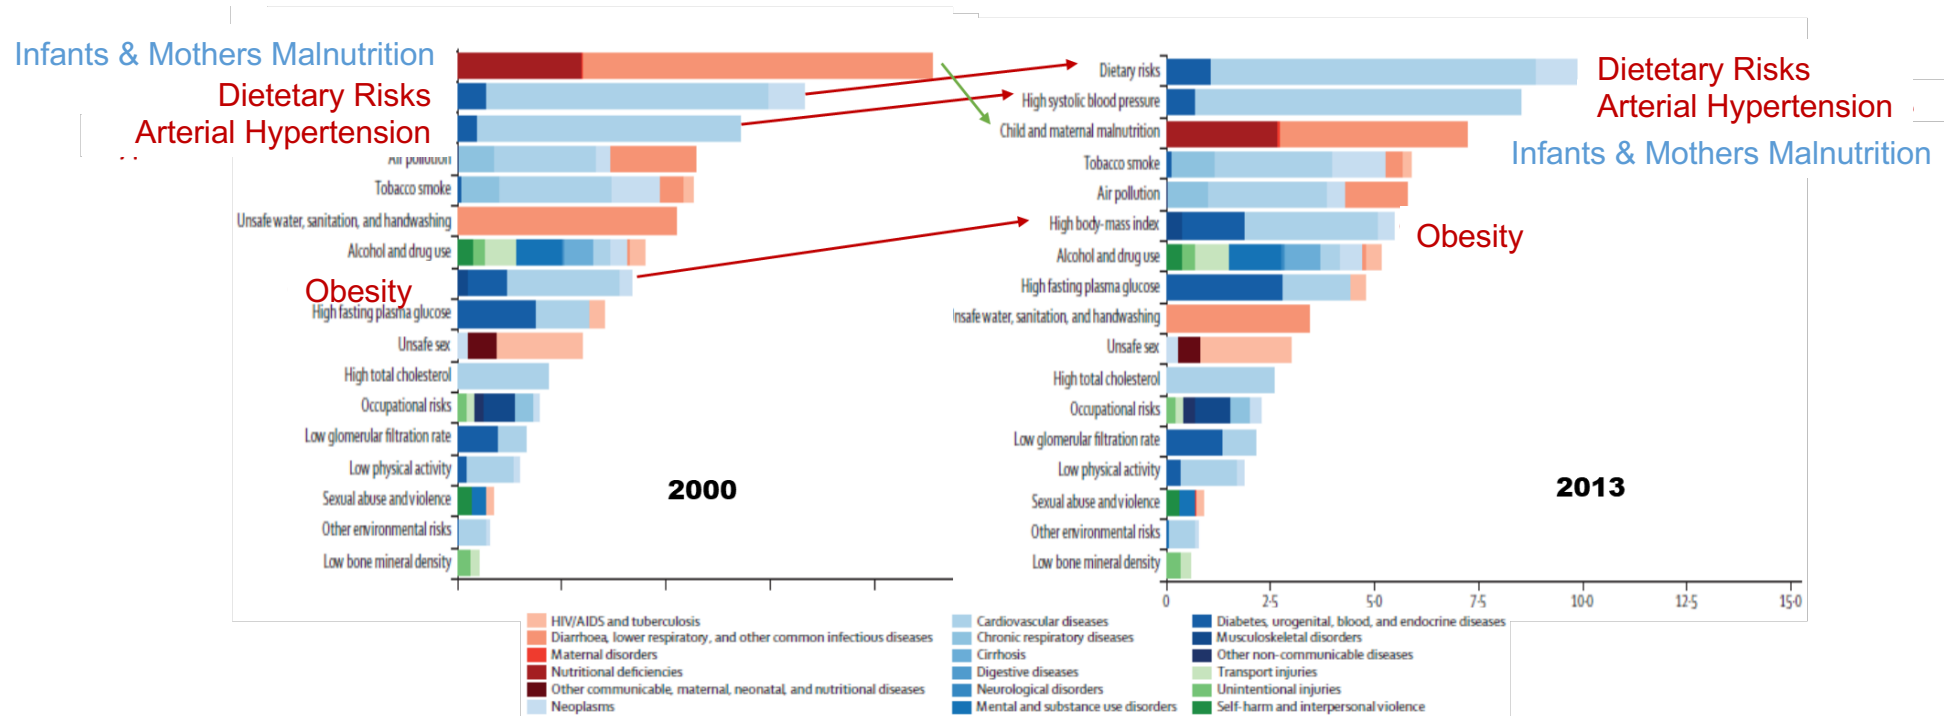 Infants & Mothers Malnutrition
Dietetary Risks
Arterial Hypertension
Air pollution
Tobacco smoke
Unsafe water, sanitation, and handwashing
Alcohol and drug use
Obesity
High fasting plasma glucose
Unsafe sex
High total cholesterol
Occupational risks
Low glomerular filtration rate
Low physical activity
Sexual abuse and violence
Other environmental risks
Low bone mineral density
2000
Dietary risks
High systolic blood pressure
Child and maternal malnutrition
Tobacco smoke
Air pollution
High body-mass index
Alcohol and drug use
High fasting plasma glucose
Unsafe water, sanitation, and handwashing
Unsafe sex
High total cholesterol
Occupational risks
Low glomerular filtration rate
Low physical activity
Sexual abuse and violence
Other environmental risks
Low bone mineral density
Dietetary Risks
Arterial Hypertension
Infants & Mothers Malnutrition
Obesity
2013
0 2·5 5·0 7·5 10·0 12·5 15·0
HIV/AIDS and tuberculosis
Diarrhoea, lower respiratory, and other common infectious diseases
Maternal disorders
Nutritional deficiencies
Other communicable, maternal, neonatal, and nutritional diseases
Neoplasms
Cardiovascular diseases
Chronic respiratory diseases
Cirrhosis
Digestive diseases
Neurological disorders
Mental and substance use disorders
Diabetes, urogenital, blood, and endocrine diseases
Musculoskeletal disorders
Other non-communicable diseases
Transport injuries
Unintentional injuries
Self-harm and interpersonal violence